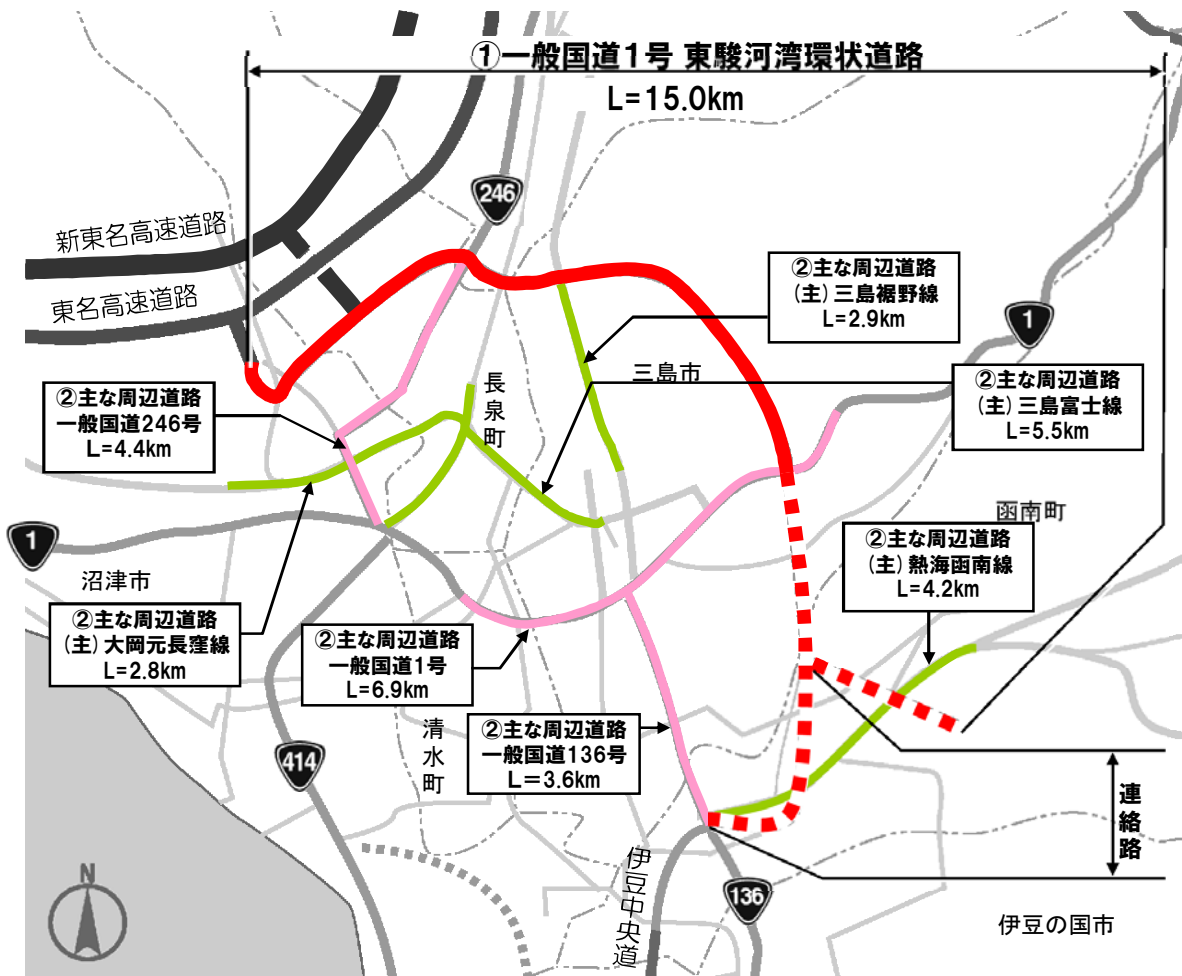 ①一般国道1号 東駿河湾環状道路
L=15.0km
246
新東名高速道路
東名高速道路
②主な周辺道路
(主)三島裾野線
L=2.9km
1
三島市
長泉町
②主な周辺道路
一般国道246号
L=4.4km
②主な周辺道路
(主)三島富士線
L=5.5km
函南町
1
②主な周辺道路
(主)熱海函南線
L=4.2km
沼津市
②主な周辺道路
(主)大岡元長窪線
L=2.8km
②主な周辺道路
一般国道1号
L=6.9km
清水町
②主な周辺道路
一般国道136号
L=3.6km
414
連絡路
伊豆中央道
136
N
伊豆の国市